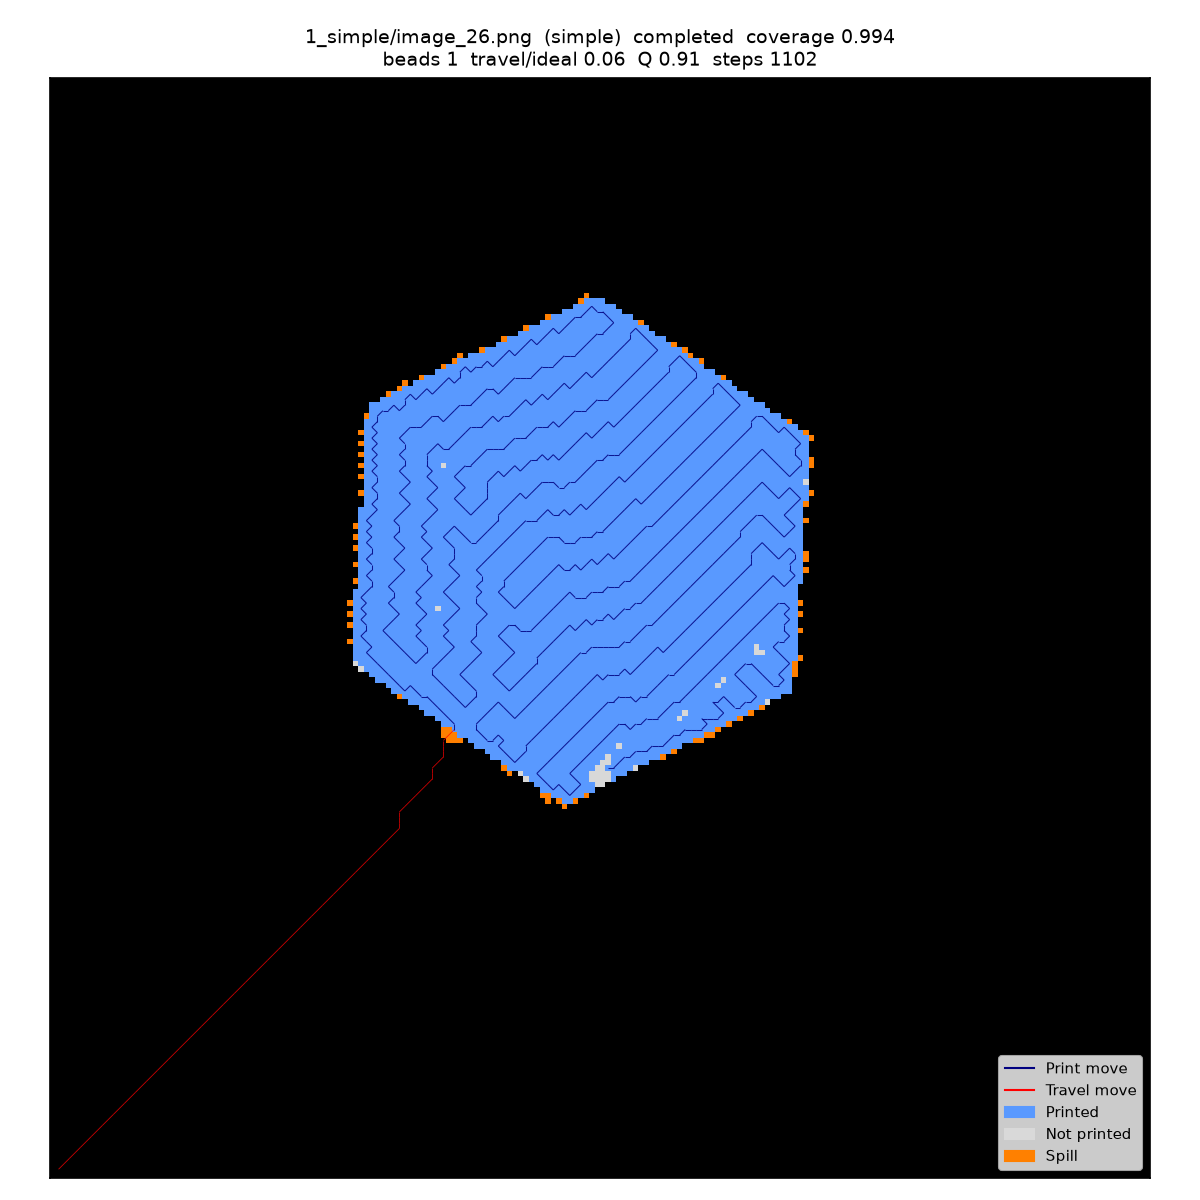 1_simple/image_26.png  (simple)  completed  coverage 0.994
beads 1  travel/ideal 0.06  Q 0.91  steps 1102
Print move
Travel move
Printed
Not printed
Spill